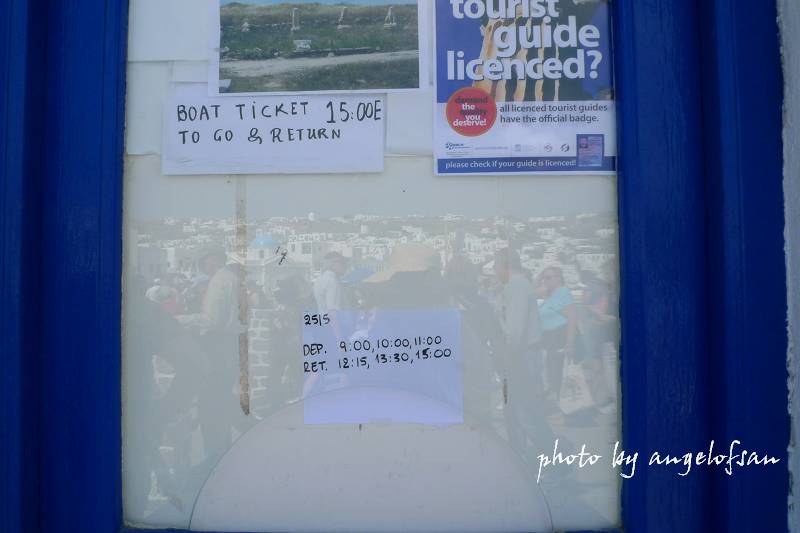 BOAT TICKET 15:00E
TO GO & RETURN
tourist
guide
licenced?
demand
the
you
deserve!
all licenced tourist guides
have the official badge.
please check if your guide is licenced!
25/5
DEP. 9:00, 10:00, 11:00
RET. 12:15, 13:30, 15:00
photo by angelofsan